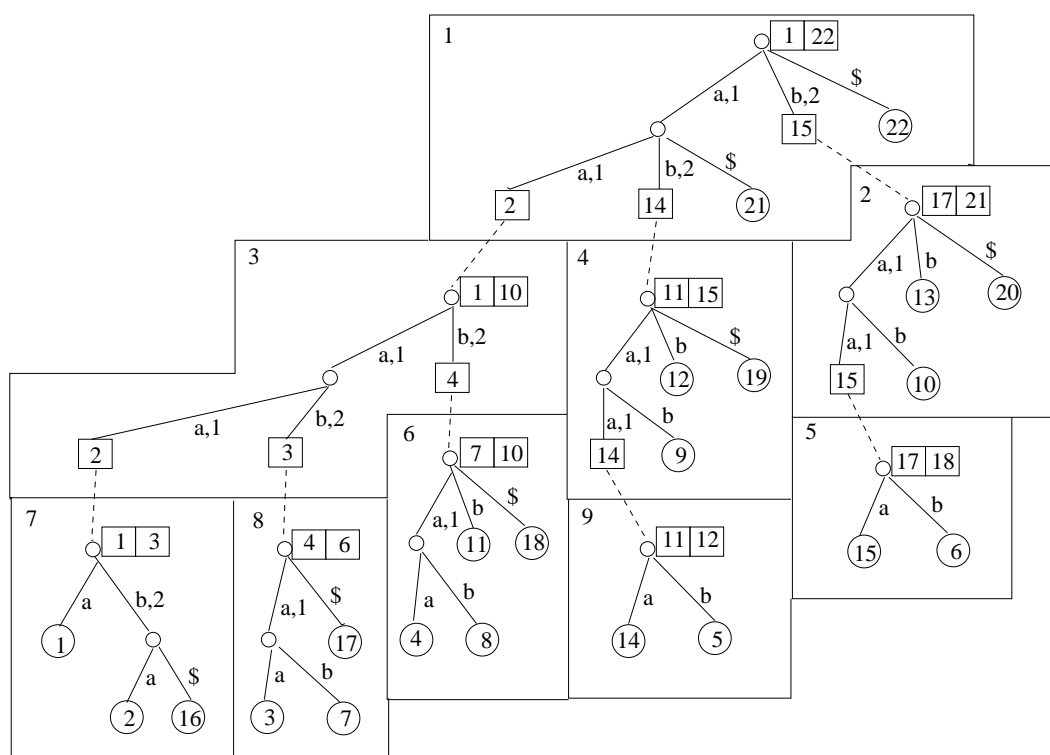 1
1 22
a,1 b,2 $
15 22
a,1 b,2 $
2 14 21
2
17 21
a,1 b $
13 20
a,1 b
15 10
3
1 10
a,1 b,2
4
a,1 b,2
2 3
4
11 15
a,1 b $
12 19
a,1 b
14 9
5
17 18
a b
15 6
6
7 10
a,1 b $
11 18
a b
4 8
7
1 3
a b,2
1
a $
2 16
8
4 6
a,1 $
17
a b
3 7
9
11 12
a b
14 5